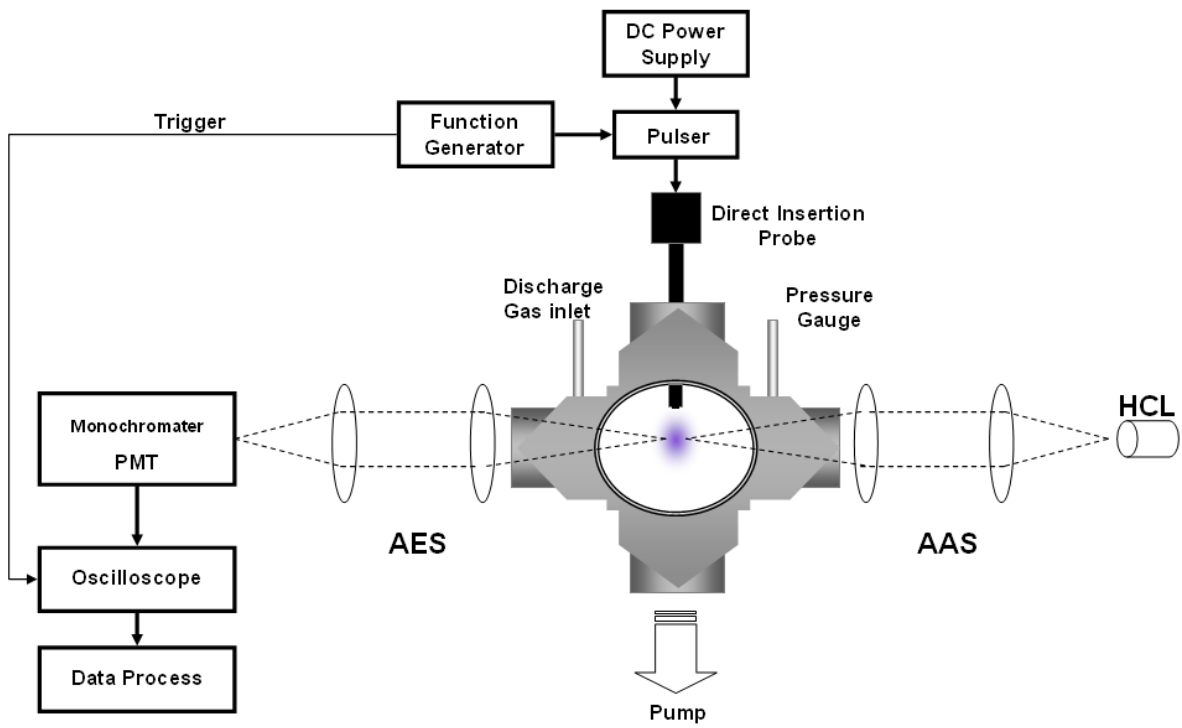 DC Power
Supply
Trigger
Function
Generator
Pulser
Direct Insertion
Probe
Discharge
Gas inlet
Pressure
Gauge
Monochromater
PMT
HCL
AES
AAS
Oscilloscope
Data Process
Pump